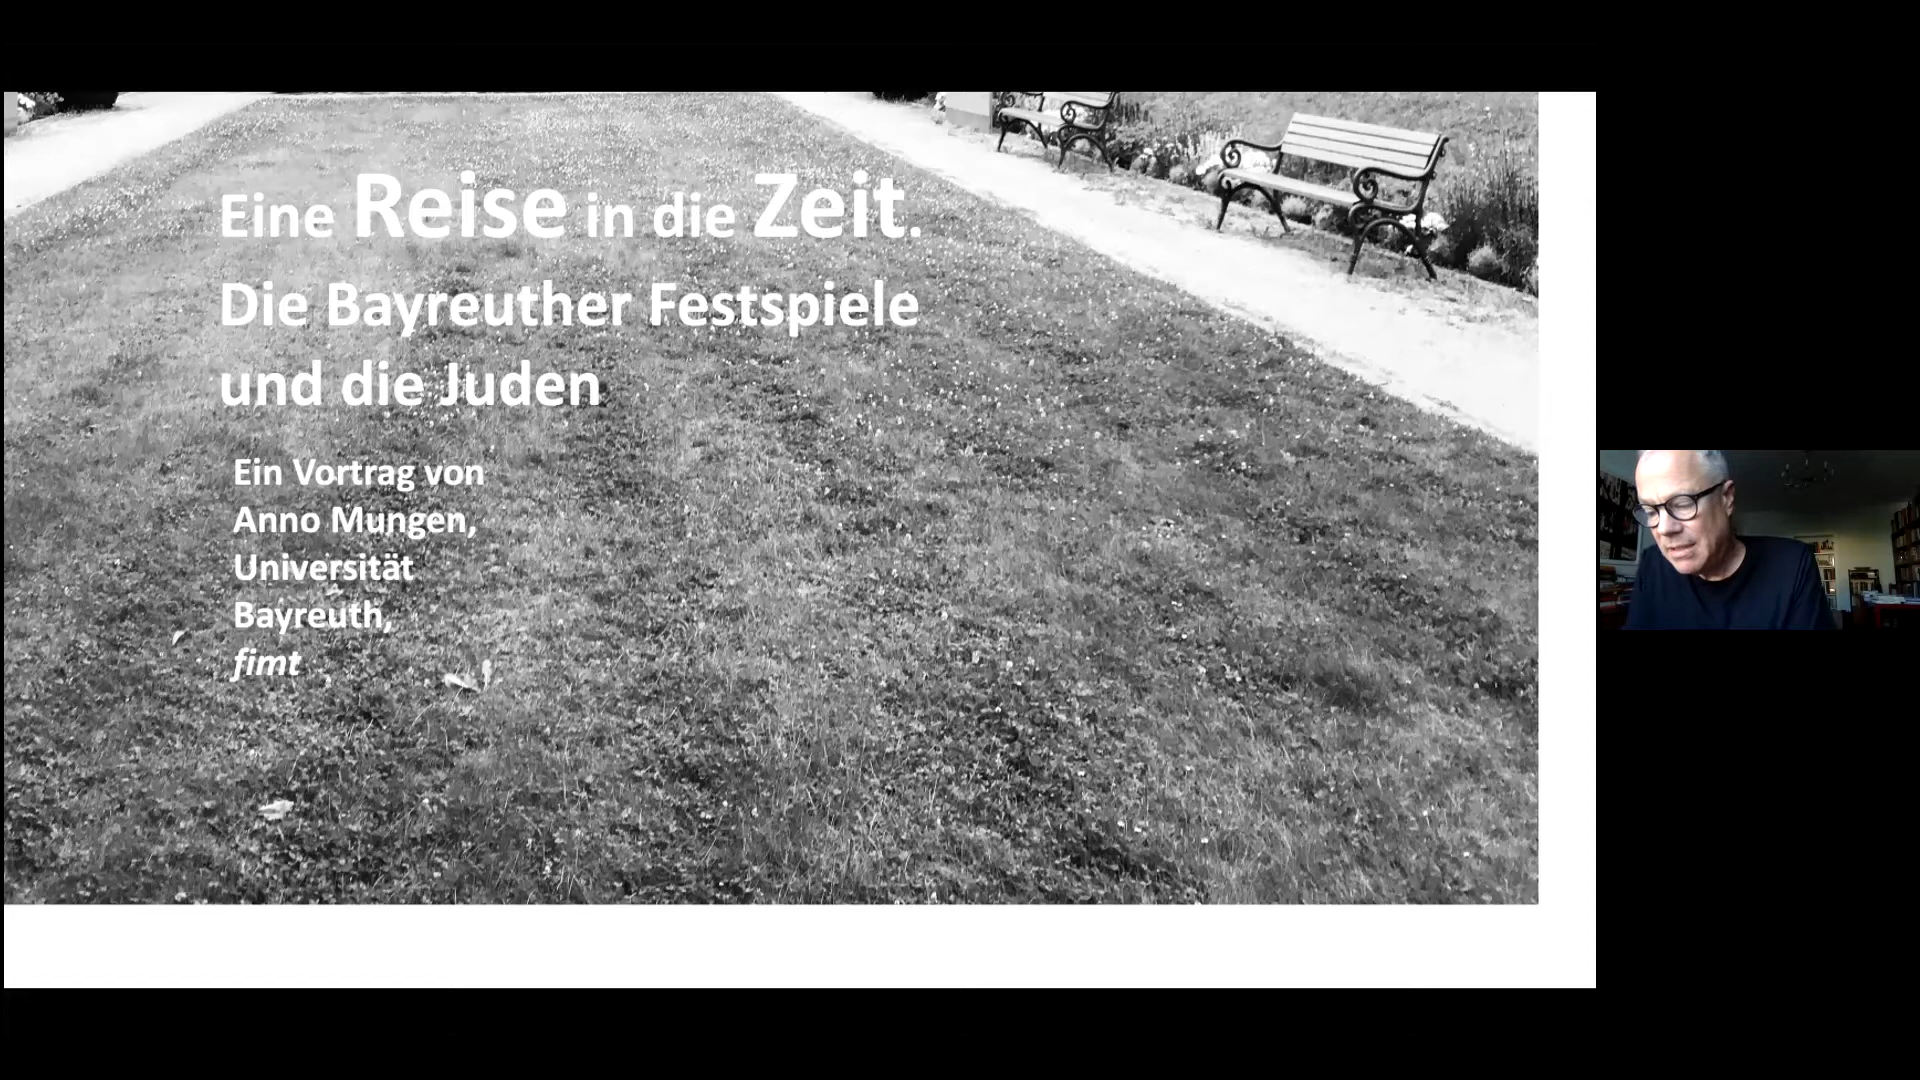 Eine Reise in die Zeit.
Die Bayreuther Festspiele
und die Juden
Ein Vortrag von
Anno Mungen,
Universität
Bayreuth,
fimt